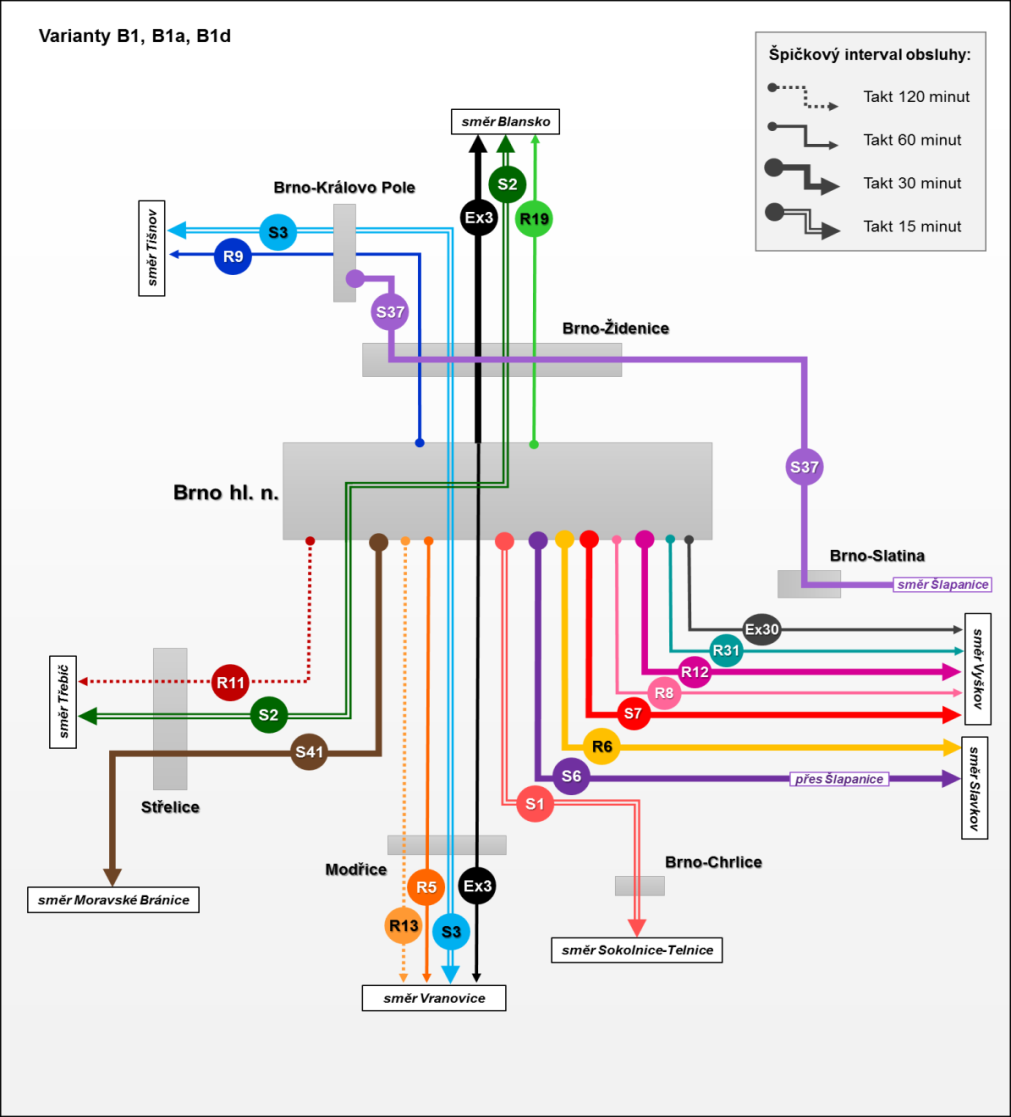 Varianty B1, B1a, B1d
Špičkový interval obsluhy:
Takt 120 minut
Takt 60 minut
Takt 30 minut
Takt 15 minut
směr Blansko
S2
Brno-Královo Pole
Ex3
R19
směr Tišnov
S3
R9
S37
Brno-Židenice
S37
Brno hl. n.
Brno-Slatina
směr Šlapanice
Ex30
R31
R12
R8
S7
směr Vyškov
směr Třebíč
R11
S2
S41
R6
S6
přes Šlapanice
směr Slavkov
S1
Střelice
Modřice
Brno-Chrlice
R5
Ex3
směr Moravské Bránice
R13
S3
směr Sokolnice-Telnice
směr Vranovice